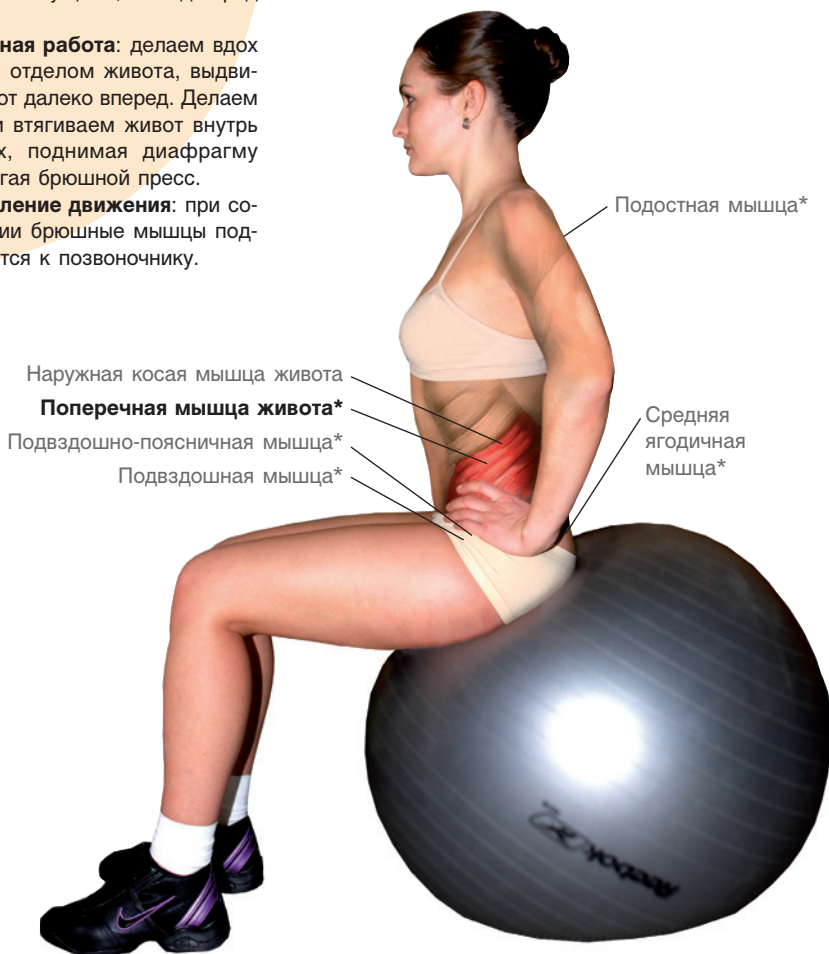 ная работа: делаем вдох
отделом живота, выдви-
от далеко вперед. Делаем
и втягиваем живот внутрь
х, поднимая диафрагму
гая брюшной пресс.
ление движения: при со-
ии брюшные мышцы под-
тся к позвоночнику.
Подостная мышца*
Наружная косая мышца живота
Поперечная мышца живота*
Подвздошно-поясничная мышца*
Подвздошная мышца*
Средняя
ягодичная
мышца*
Reebok